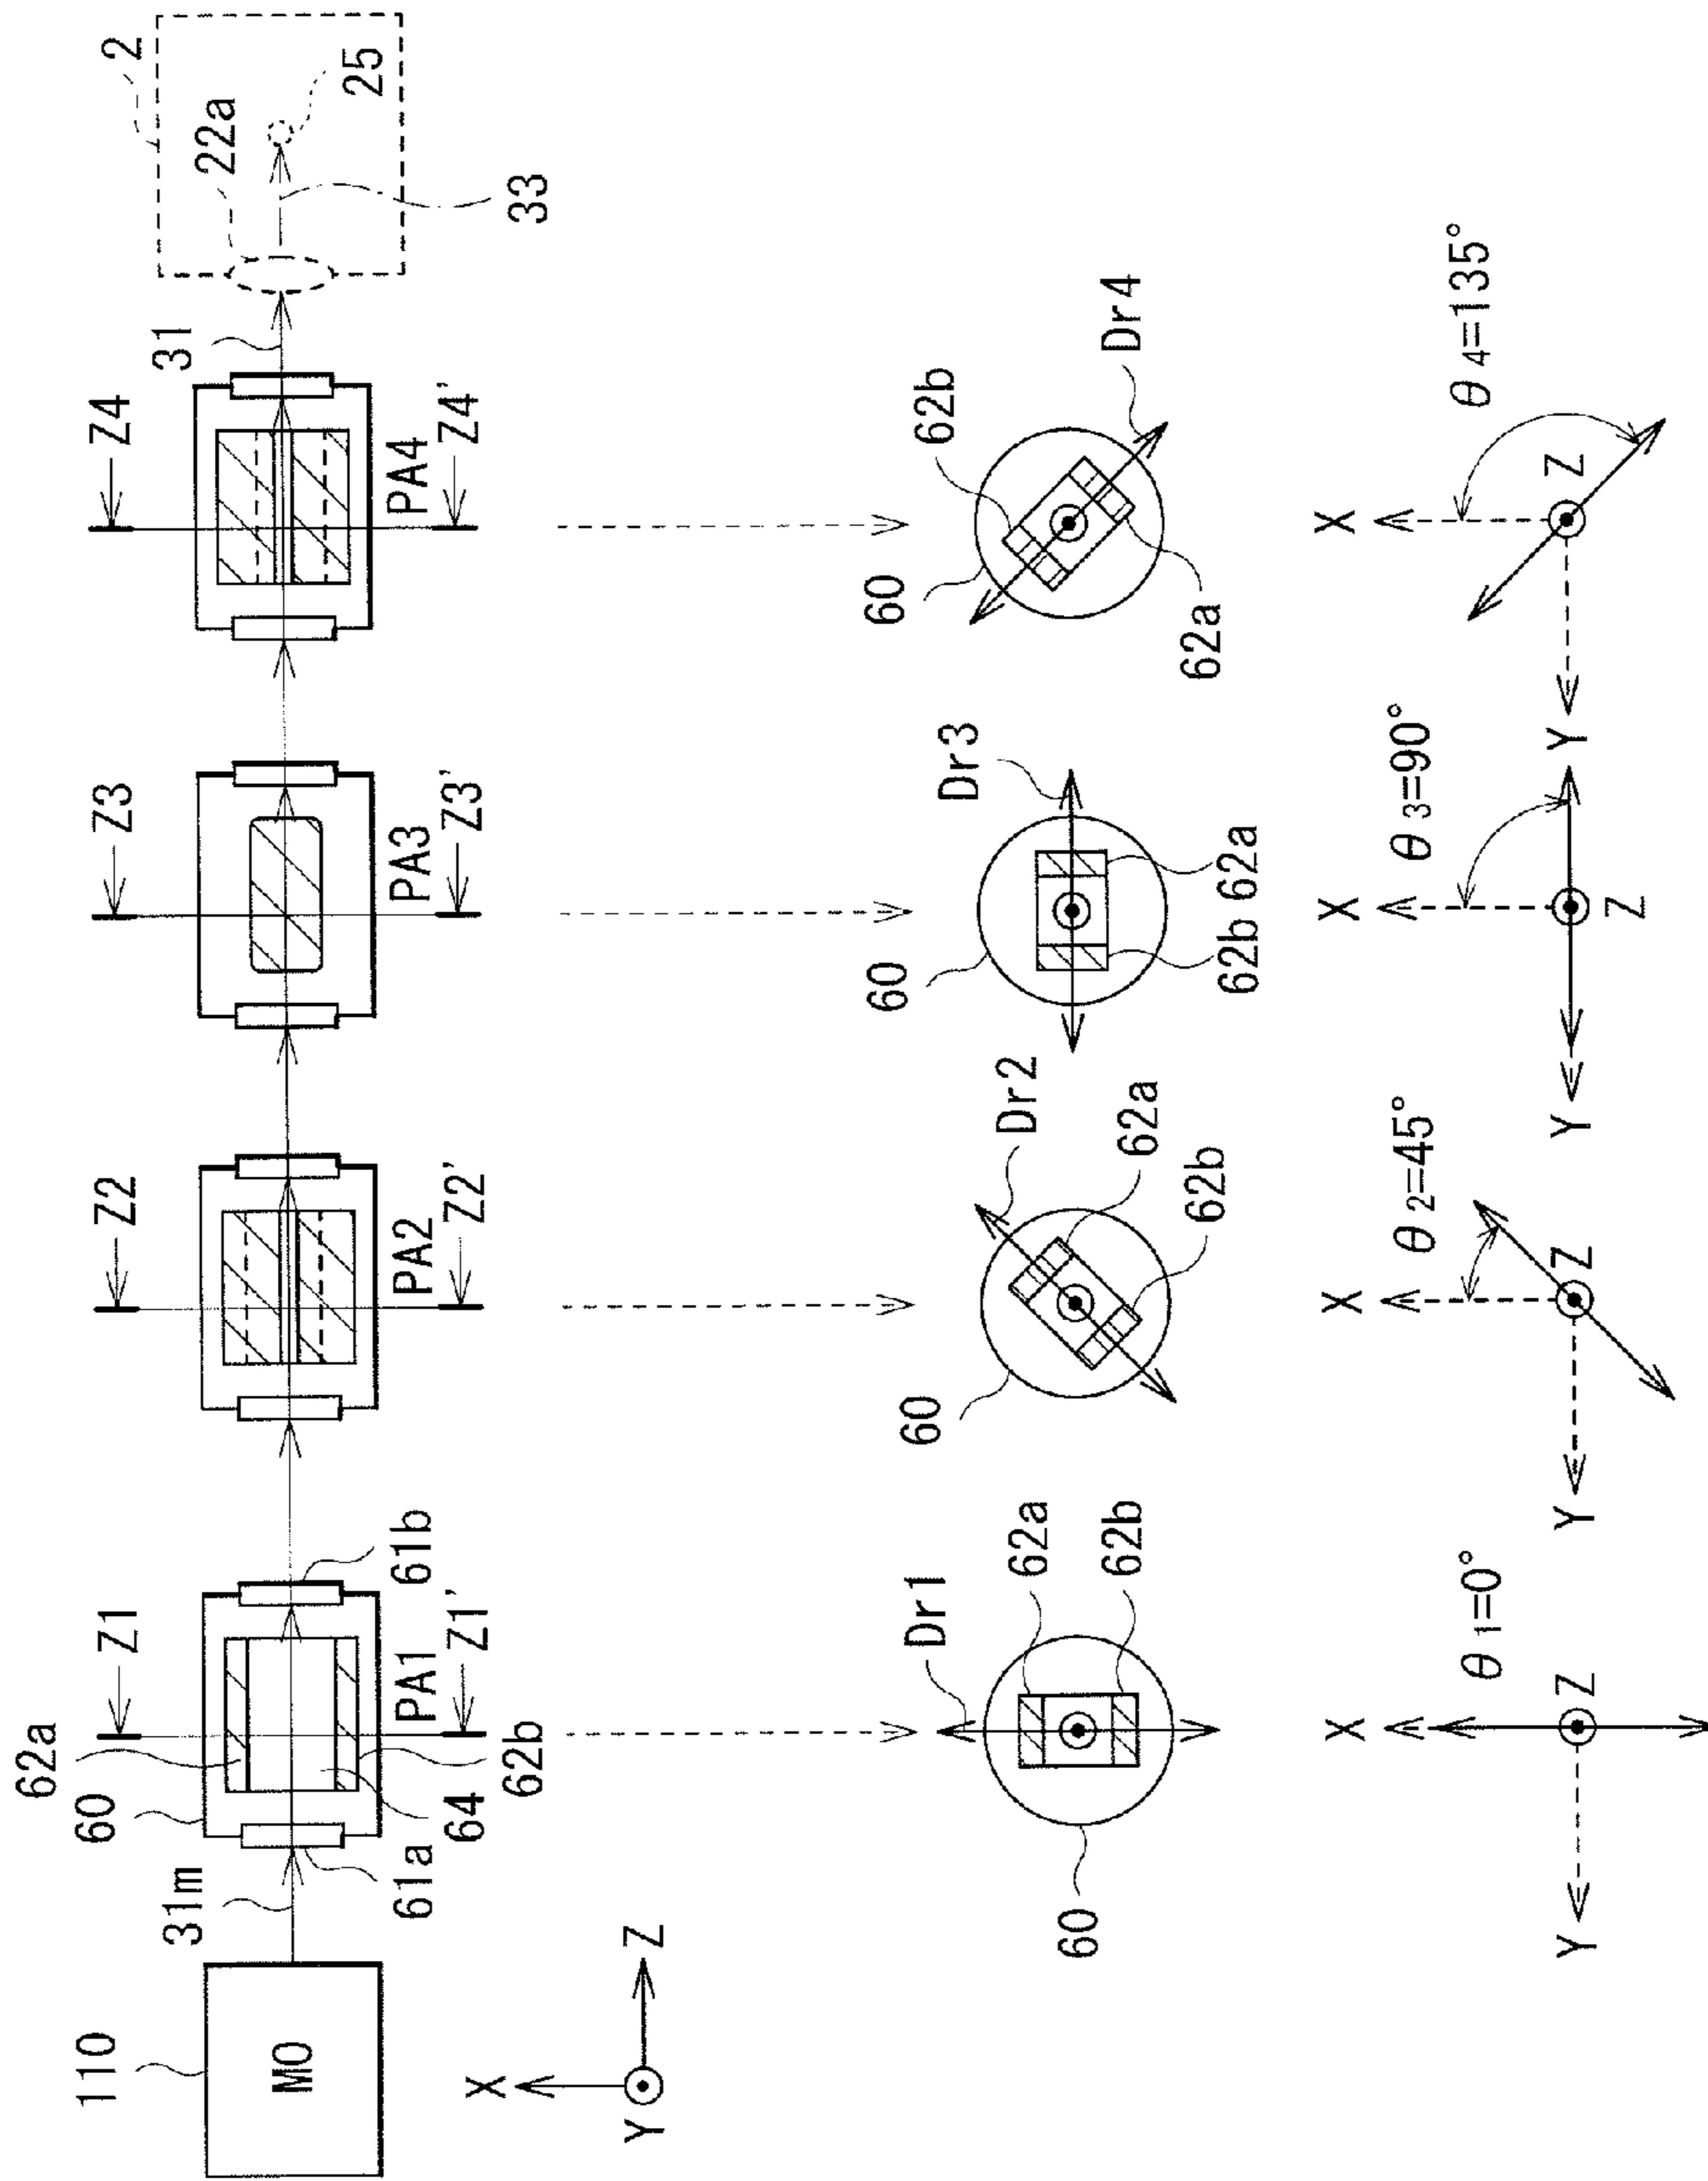 110
MO
31m
61a
60
62a
64
62b
Z1
PA1
Z1'
61b
Z2
PA2
Z2'
Z3
PA3
Z3'
Z4
PA4
Z4'
31
22a
2
25
33
X
Y
Z
60
Dr1
62a
62b
60
Dr2
62a
62b
60
Dr3
62a
62b
60
62b
Dr4
62a
X
Y
Z
θ1=0°
X
Y
Z
θ2=45°
X
Y
Z
θ3=90°
X
Y
Z
θ4=135°